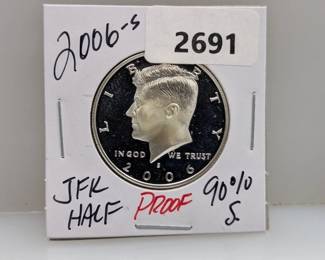 2006-s
2691
LIBERTY
IN GOD WE TRUST
S
2006
JFK HALF
PROOF
90% S.